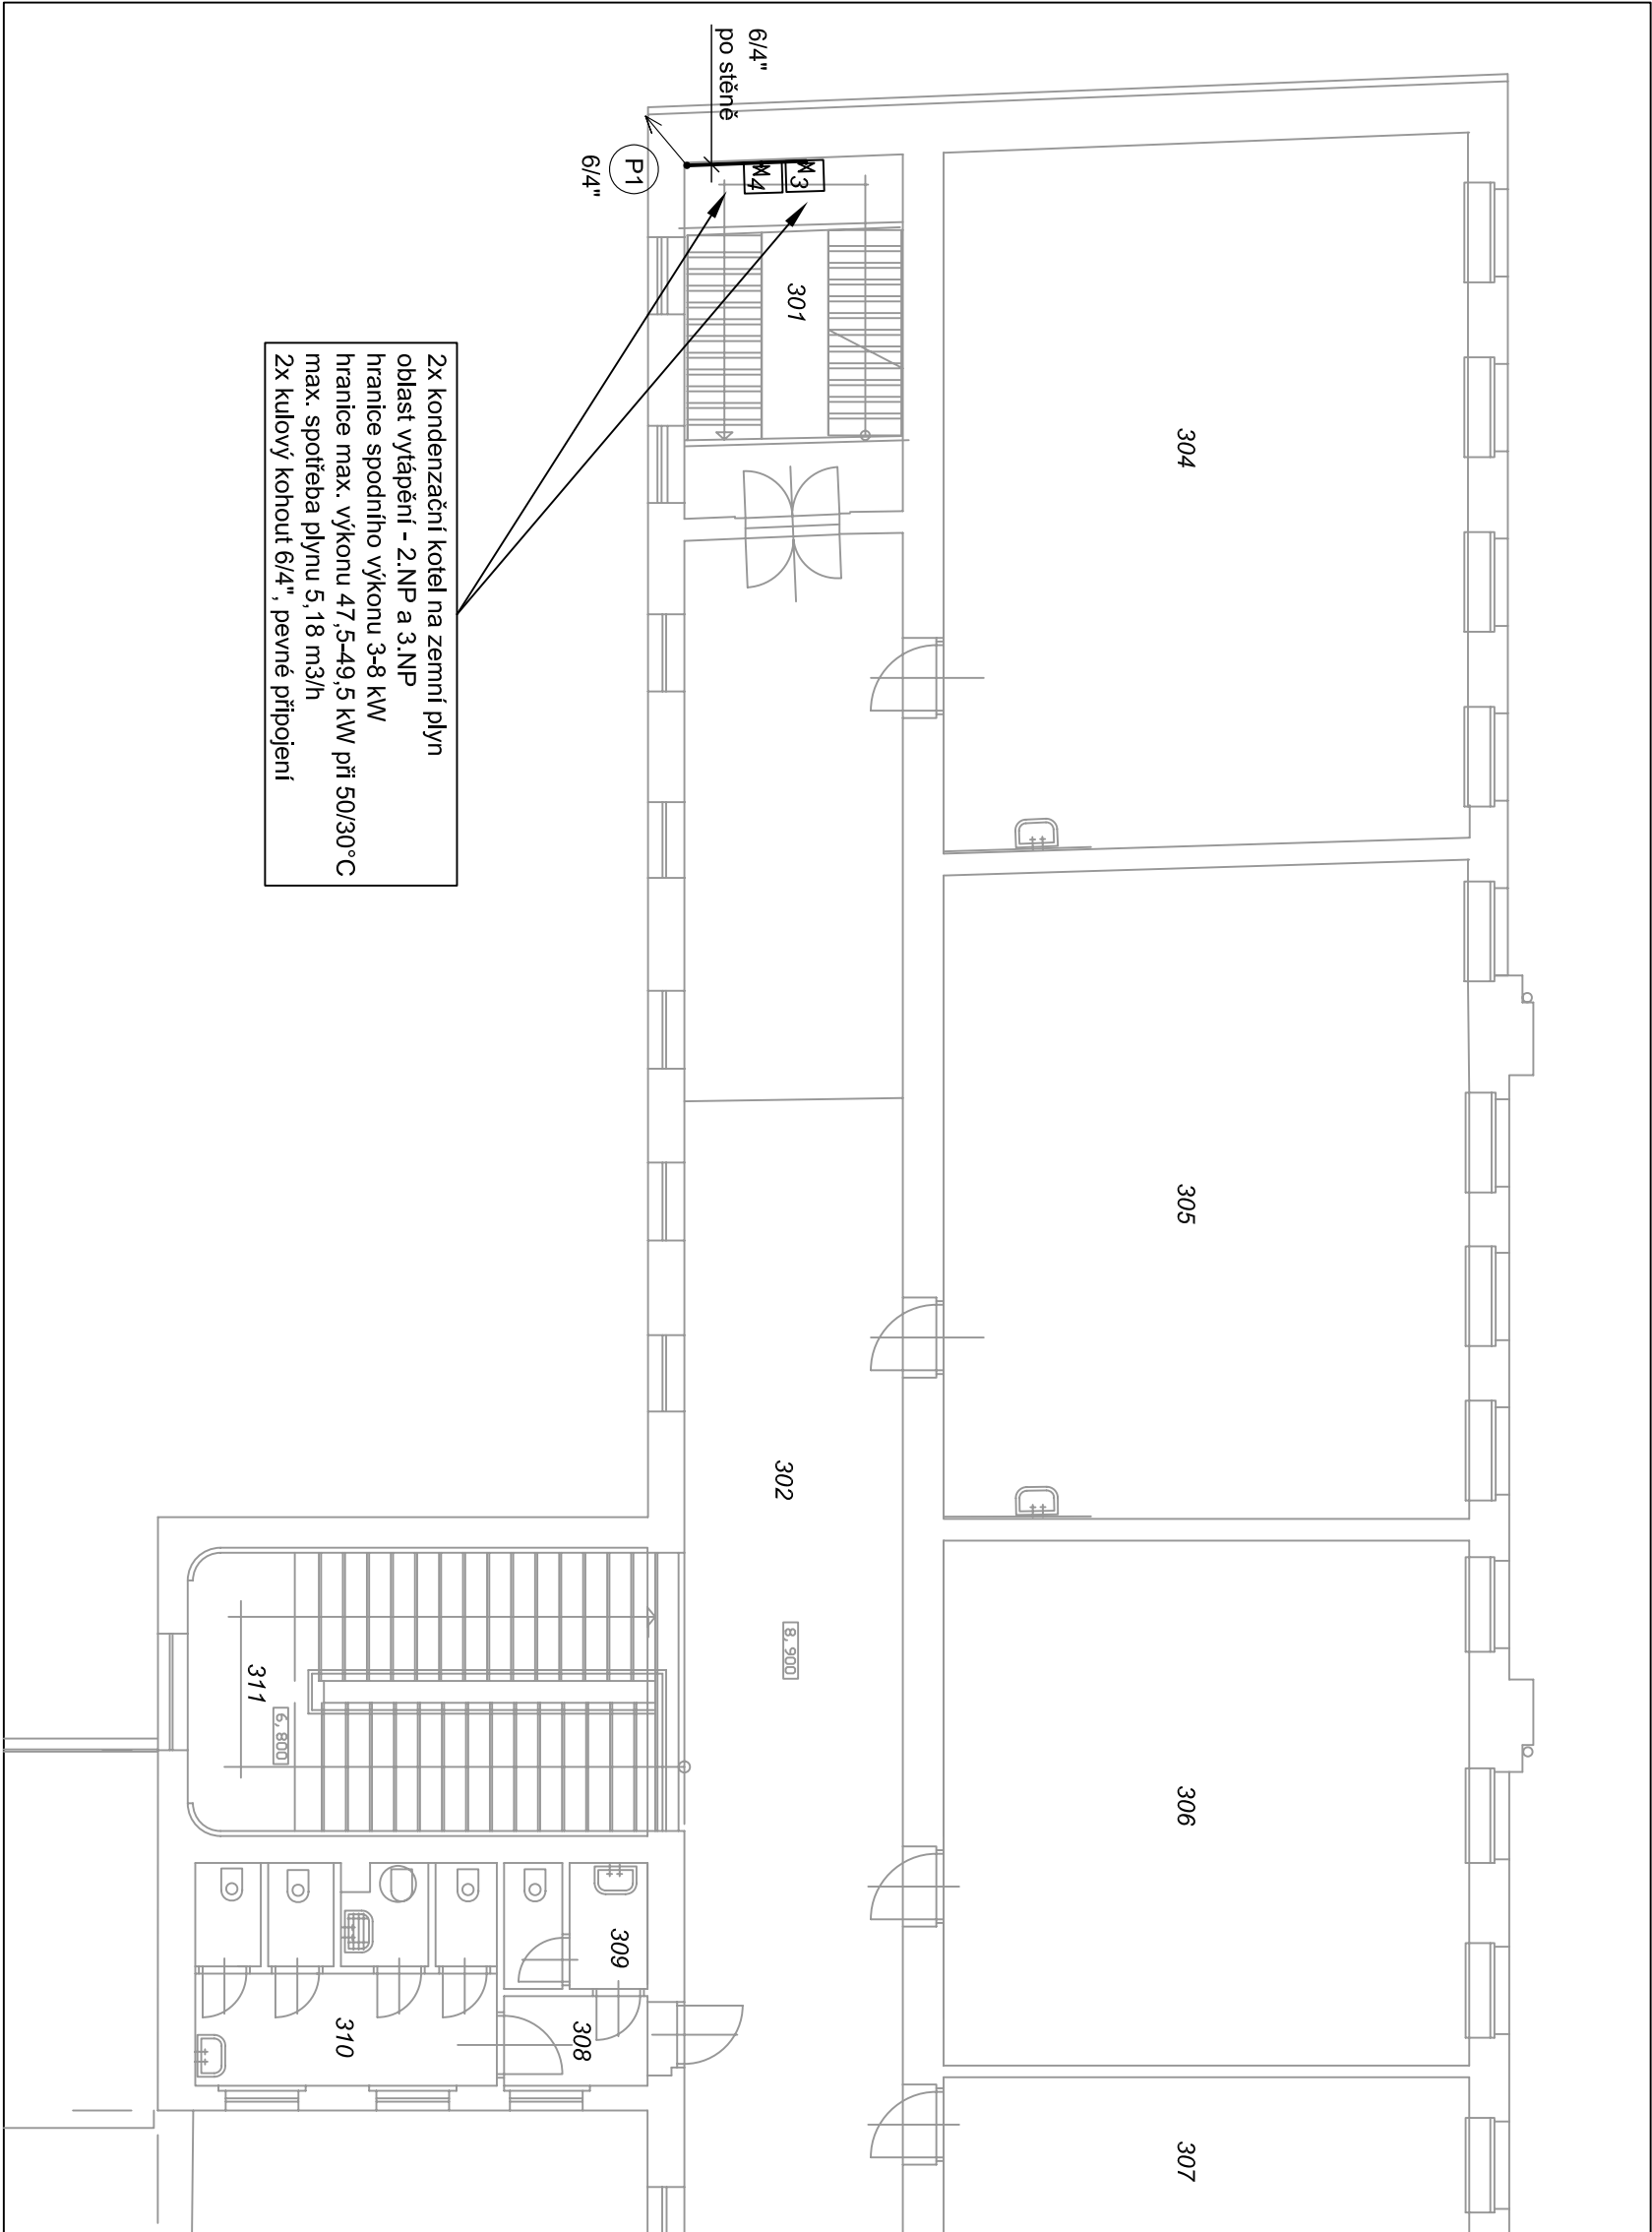 6/4"
po stěně
P1
6/4"
3
4
301
304
2x kondenzační kotel na zemní plyn
oblast vytápění - 2.NP a 3.NP
hranice spodního výkonu 3-8 kW
hranice max. výkonu 47,5-49,5 kW při 50/30°C
max. spotřeba plynu 5,18 m3/h
2x kulový kohout 6/4", pevné připojení
305
302
8,900
311
6,800
306
309
308
310
307